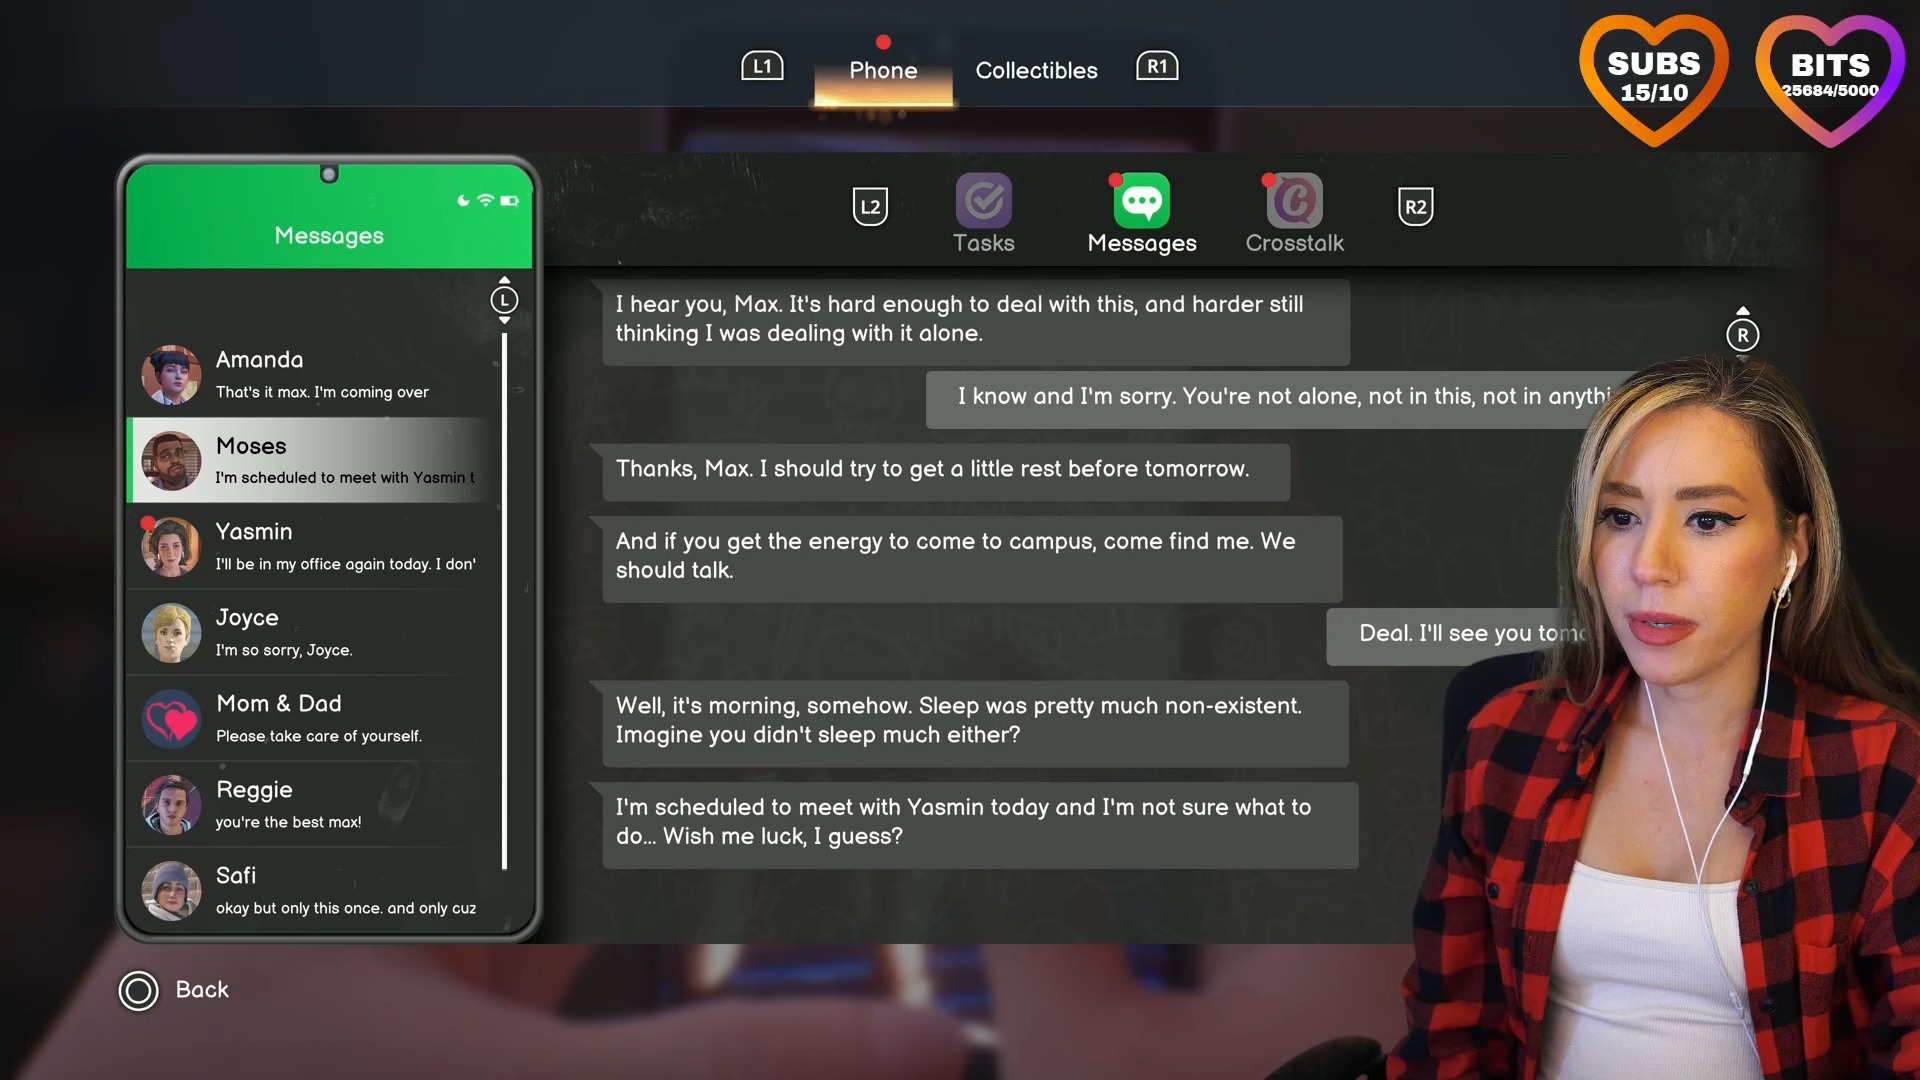 L1
Phone
Collectibles
R1
SUBS
15/10
BITS
25684/5000
Messages
L2
Tasks
Messages
Crosstalk
R2
L
R
Amanda
That's it max. I'm coming over
Moses
I'm scheduled to meet with Yasmin t
Yasmin
I'll be in my office again today. I don'
Joyce
I'm so sorry, Joyce.
Mom & Dad
Please take care of yourself.
Reggie
you're the best max!
Safi
okay but only this once. and only cuz
I hear you, Max. It's hard enough to deal with this, and harder still
thinking I was dealing with it alone.
I know and I'm sorry. You're not alone, not in this, not in anythi
Thanks, Max. I should try to get a little rest before tomorrow.
And if you get the energy to come to campus, come find me. We
should talk.
Deal. I'll see you tomo
Well, it's morning, somehow. Sleep was pretty much non-existent.
Imagine you didn't sleep much either?
I'm scheduled to meet with Yasmin today and I'm not sure what to
do... Wish me luck, I guess?
Back